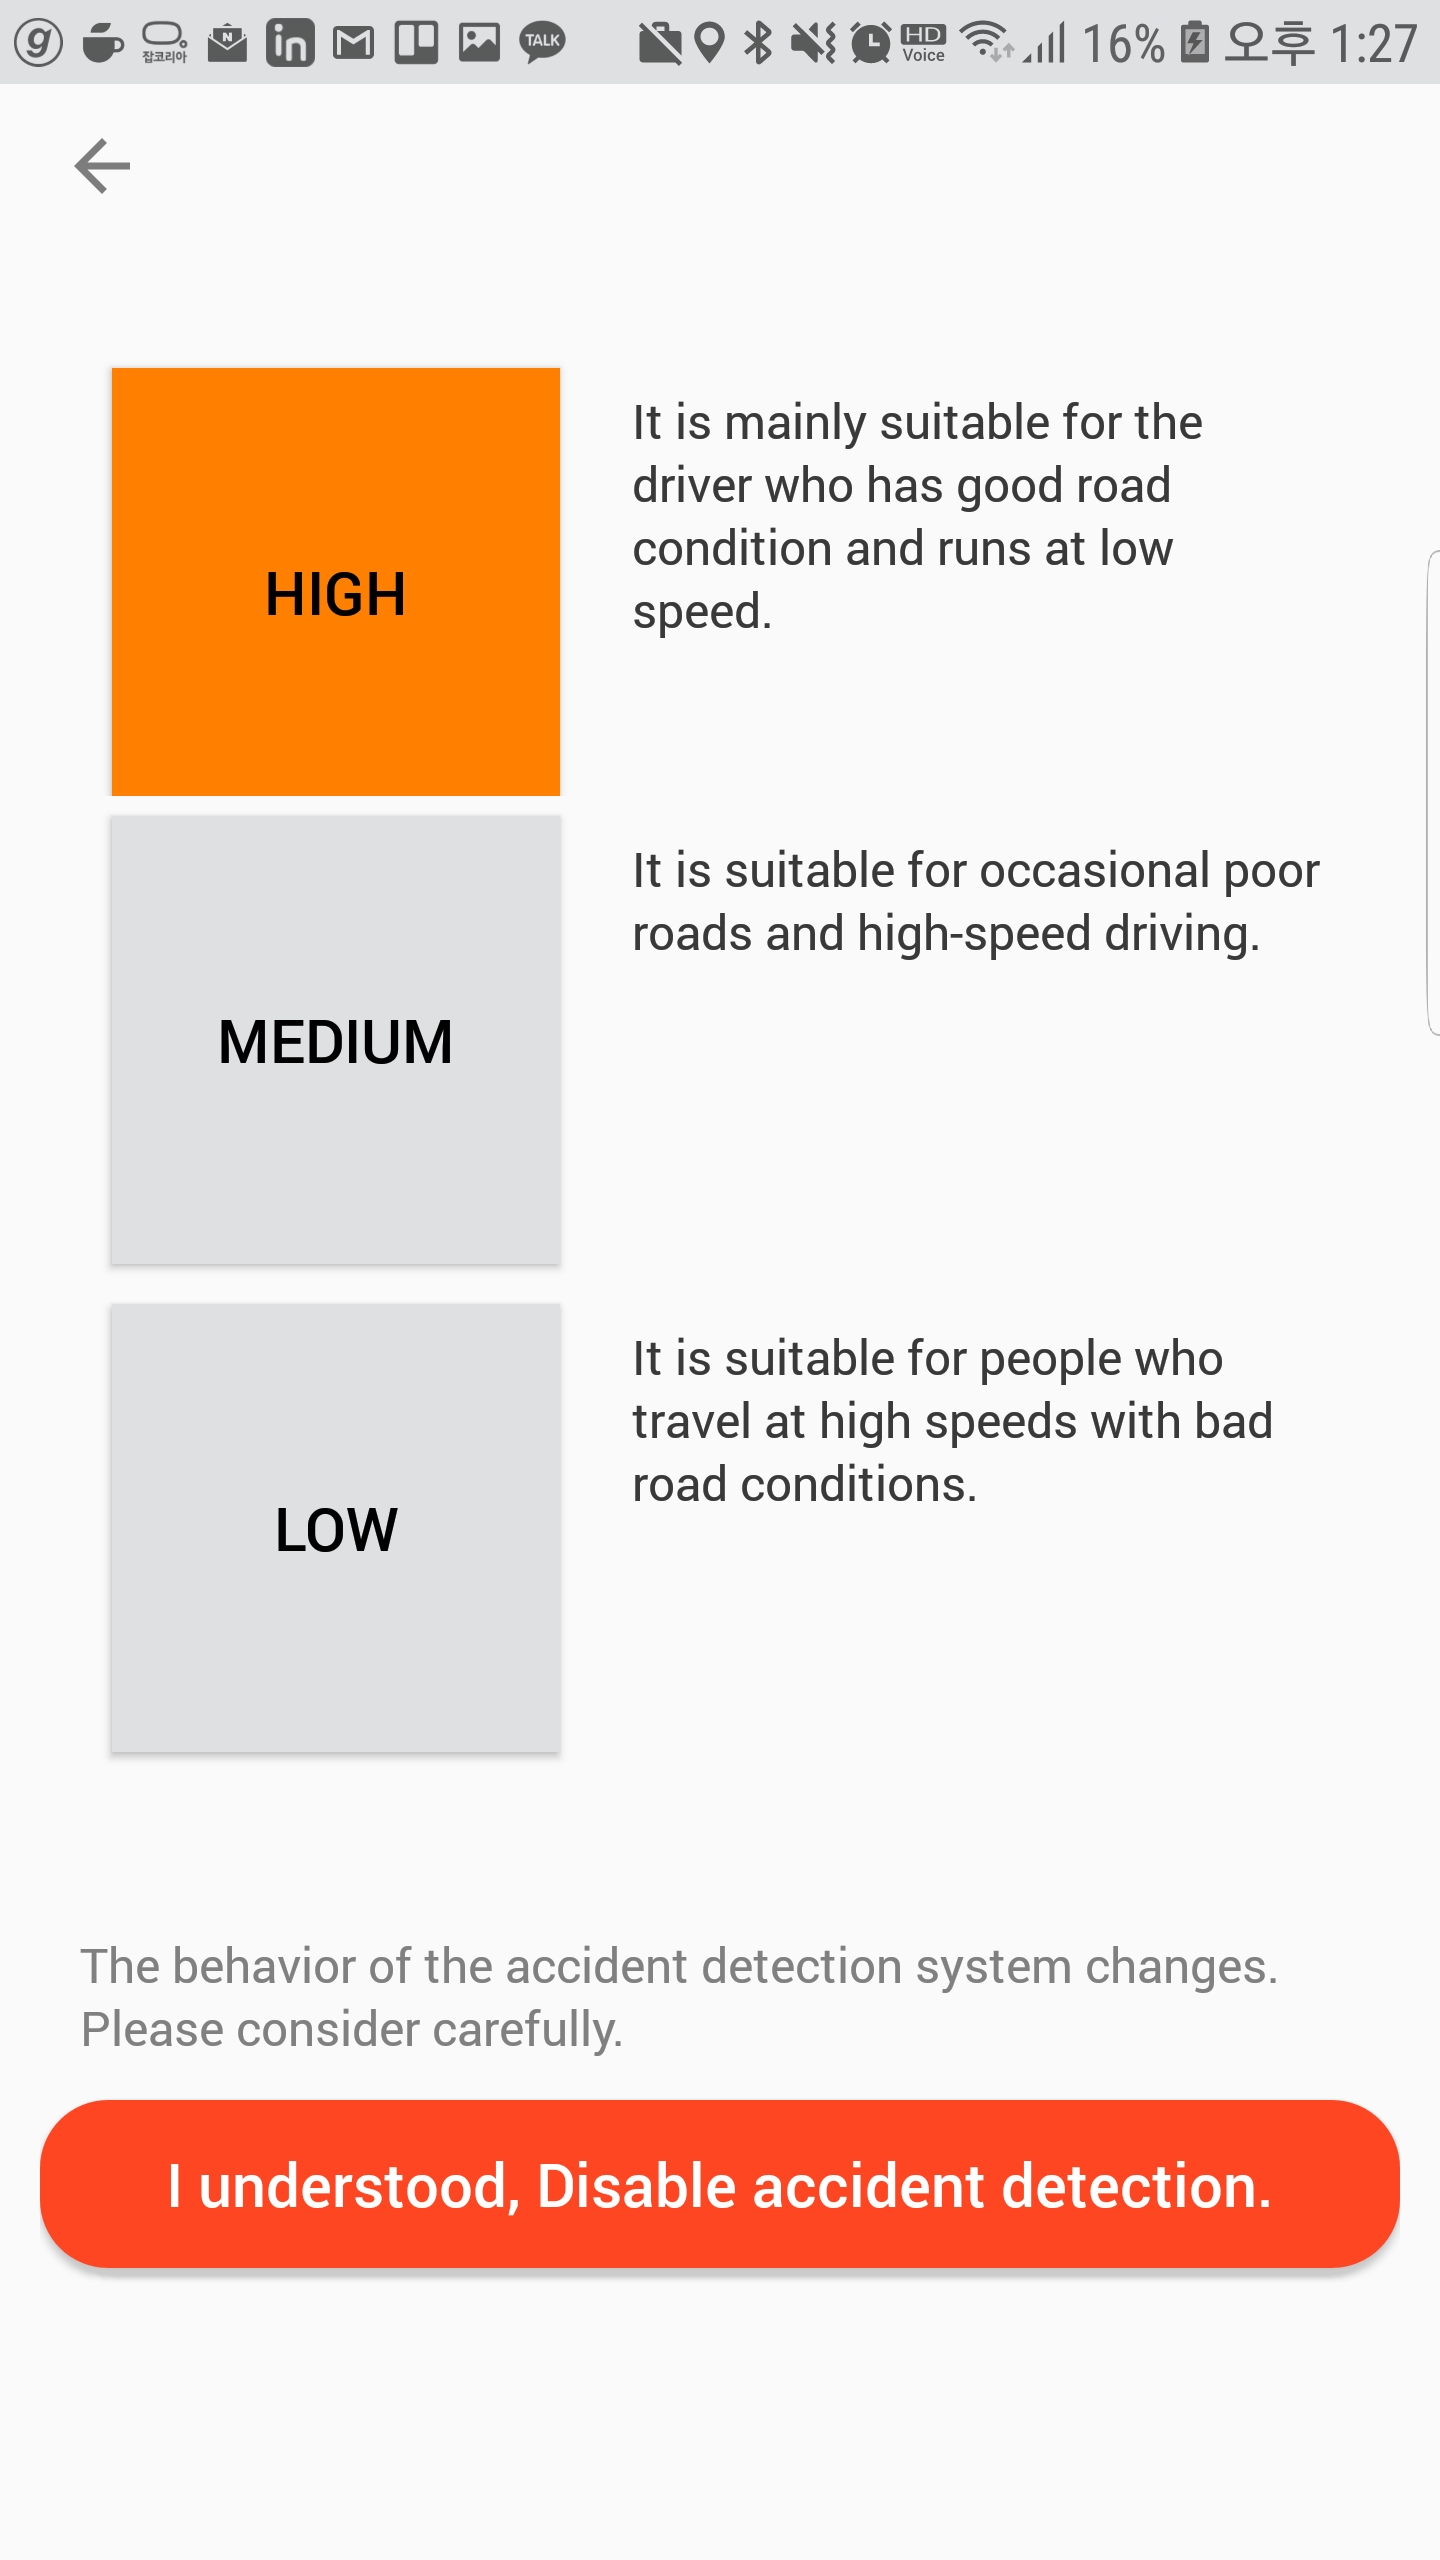 잡코리아 N in TALK HD Voice 16% 오후 1:27
HIGH
It is mainly suitable for the
driver who has good road
condition and runs at low
speed.
MEDIUM
It is suitable for occasional poor
roads and high-speed driving.
LOW
It is suitable for people who
travel at high speeds with bad
road conditions.
The behavior of the accident detection system changes.
Please consider carefully.
I understood, Disable accident detection.